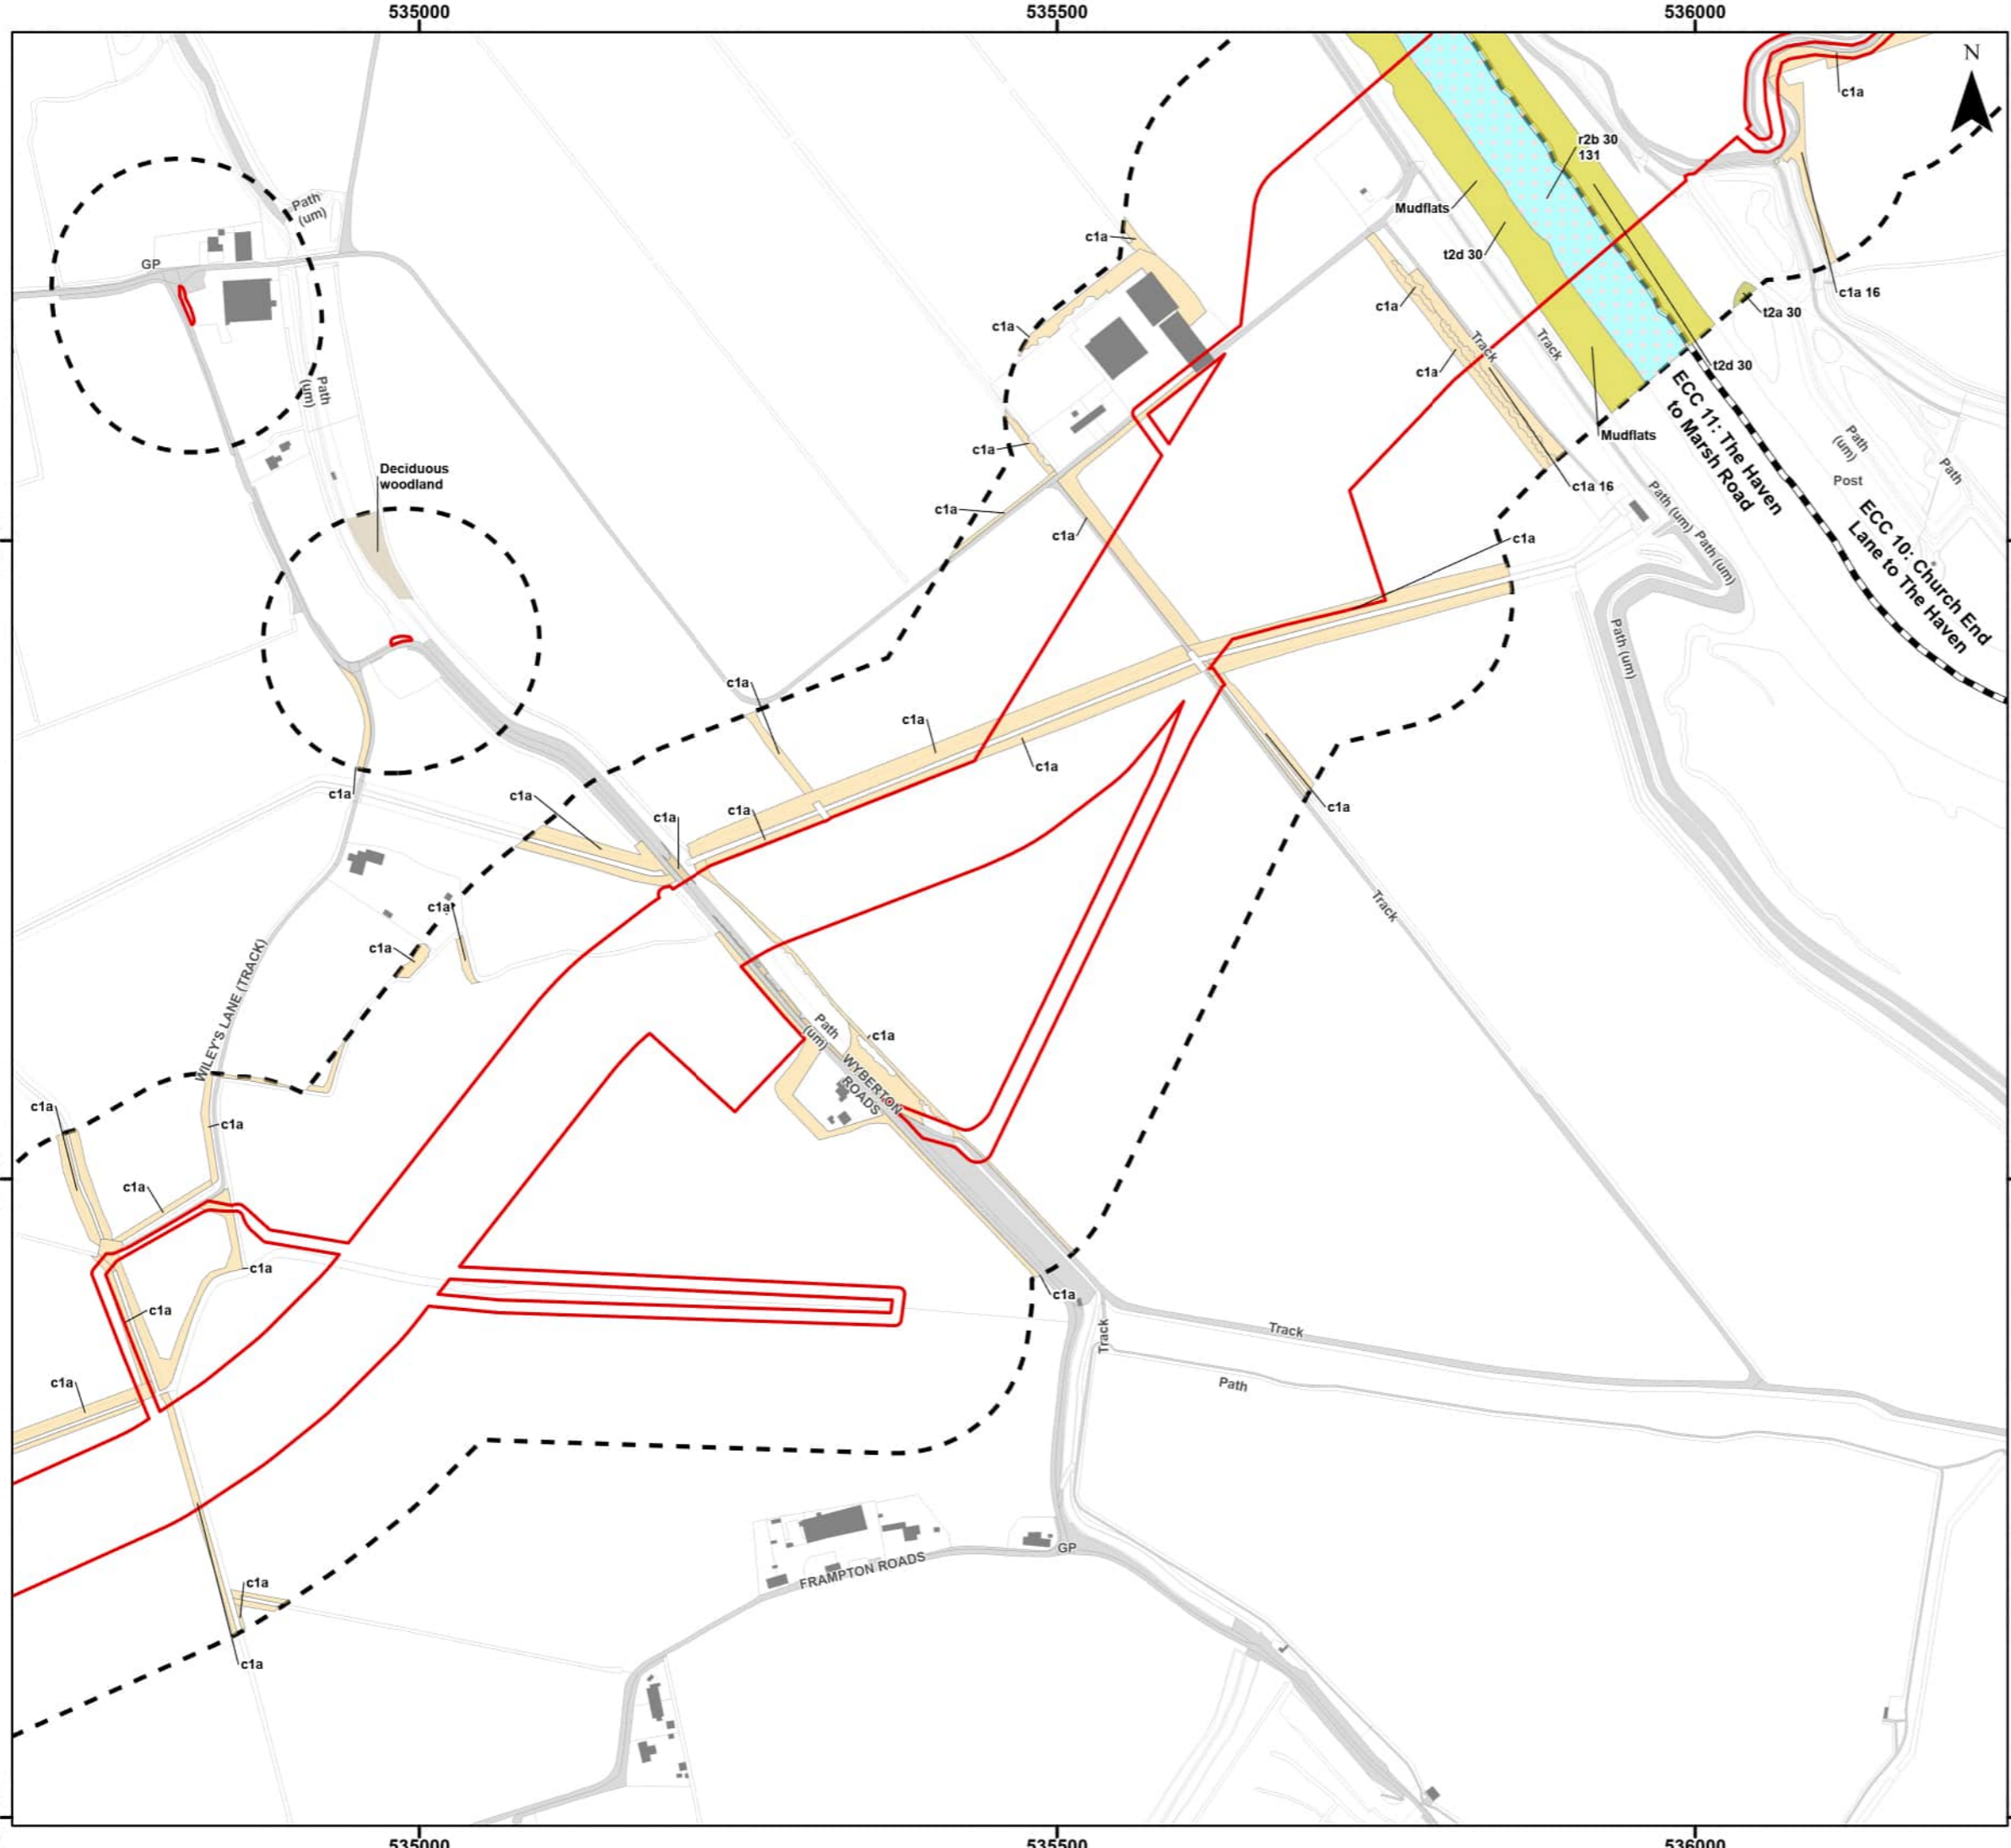 535000
535500
536000
N
c1a
r2b 30
131
Path
(um)
Mudflats
c1a
t2d 30
GP
c1a 16
c1a
t2a 30
c1a
Track
Track
t2d 30
c1a
Path
(um)
ECC 11: The Haven
to Marsh Road
Mudflats
c1a
Path
(um)
Path
Deciduous
woodland
Post
c1a 16
Path (um)
c1a
c1a
c1a
Path (um)
ECC 10: Church End
Lane to The Haven
Path (um)
c1a
c1a
c1a
c1a
c1a
c1a
c1a
c1a
c1a
Track
c1a
c1a
WILEY'S LANE (TRACK)
Path
(um)
c1a
WYBERTON
ROADS
c1a
c1a
c1a
c1a
c1a
c1a
Track
Track
c1a
Path
GP
FRAMPTON ROADS
c1a
c1a
535000
535500
536000